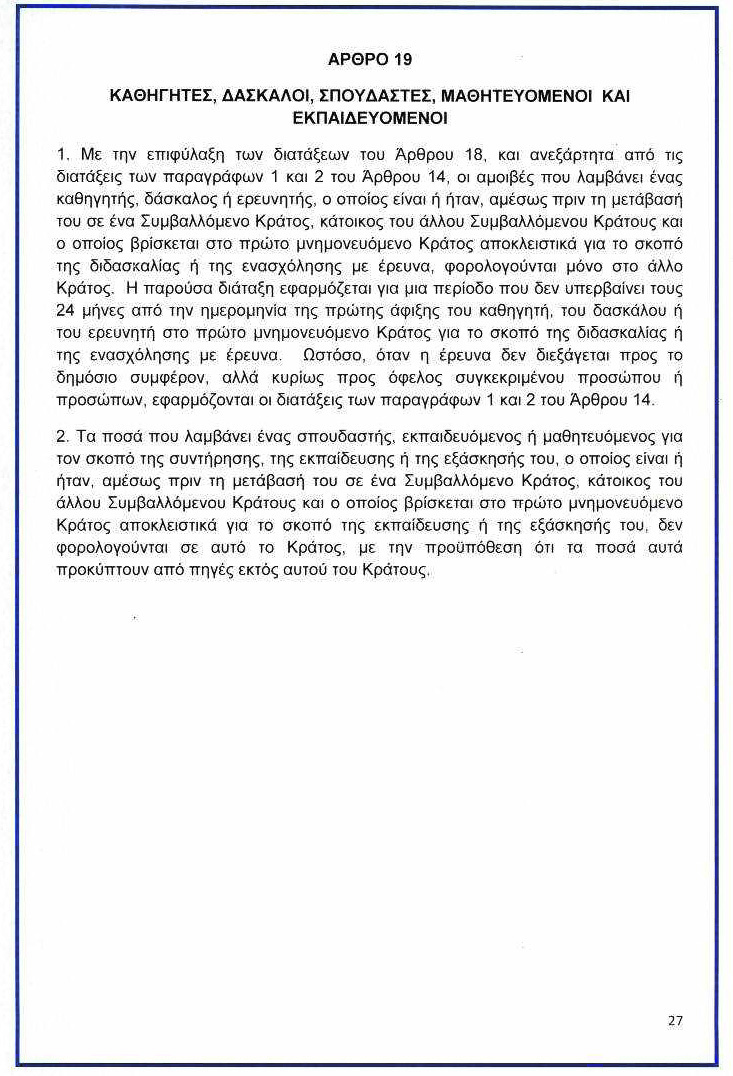 ΑΡΘΡΟ 19
ΚΑΘΗΓΗΤΕΣ, ΔΑΣΚΑΛΟΙ, ΣΠΟΥΔΑΣΤΕΣ, ΜΑΘΗΤΕΥΟΜΕΝΟΙ ΚΑΙ
ΕΚΠΑΙΔΕΥΟΜΕΝΟΙ
1. Με την επιφύλαξη των διατάξεων του Άρθρου 18, και ανεξάρτητα από τις
διατάξεις των παραγράφων 1 και 2 του Άρθρου 14, οι αμοιβές που λαμβάνει ένας
καθηγητής, δάσκαλος ή ερευνητής, ο οποίος είναι ή ήταν, αμέσως πριν τη μετάβασή
του σε ένα Συμβαλλόμενο Κράτος, κάτοικος του άλλου Συμβαλλόμενου Κράτους και
ο οποίος βρίσκεται στο πρώτο μνημονευόμενο Κράτος αποκλειστικά για το σκοπό
της διδασκαλίας ή της ενασχόλησης με έρευνα, φορολογούνται μόνο στο άλλο
Κράτος. Η παρούσα διάταξη εφαρμόζεται για μια περίοδο που δεν υπερβαίνει τους
24 μήνες από την ημερομηνία της πρώτης άφιξης του καθηγητή, του δασκάλου ή
του ερευνητή στο πρώτο μνημονευόμενο Κράτος για το σκοπό της διδασκαλίας ή
της ενασχόλησης με έρευνα. Ωστόσο, όταν η έρευνα δεν διεξάγεται προς το
δημόσιο συμφέρον, αλλά κυρίως προς όφελος συγκεκριμένου προσώπου ή
προσώπων, εφαρμόζονται οι διατάξεις των παραγράφων 1 και 2 του Άρθρου 14.
2. Τα ποσά που λαμβάνει ένας σπουδαστής, εκπαιδευόμενος ή μαθητευόμενος για
τον σκοπό της συντήρησης, της εκπαίδευσης ή της εξάσκησής του, ο οποίος είναι ή
ήταν, αμέσως πριν τη μετάβασή του σε ένα Συμβαλλόμενο Κράτος, κάτοικος του
άλλου Συμβαλλόμενου Κράτους και ο οποίος βρίσκεται στο πρώτο μνημονευόμενο
Κράτος αποκλειστικά για το σκοπό της εκπαίδευσης ή της εξάσκησής του, δεν
φορολογούνται σε αυτό το Κράτος, με την προϋπόθεση ότι τα ποσά αυτά
προκύπτουν από πηγές εκτός αυτού του Κράτους.
27